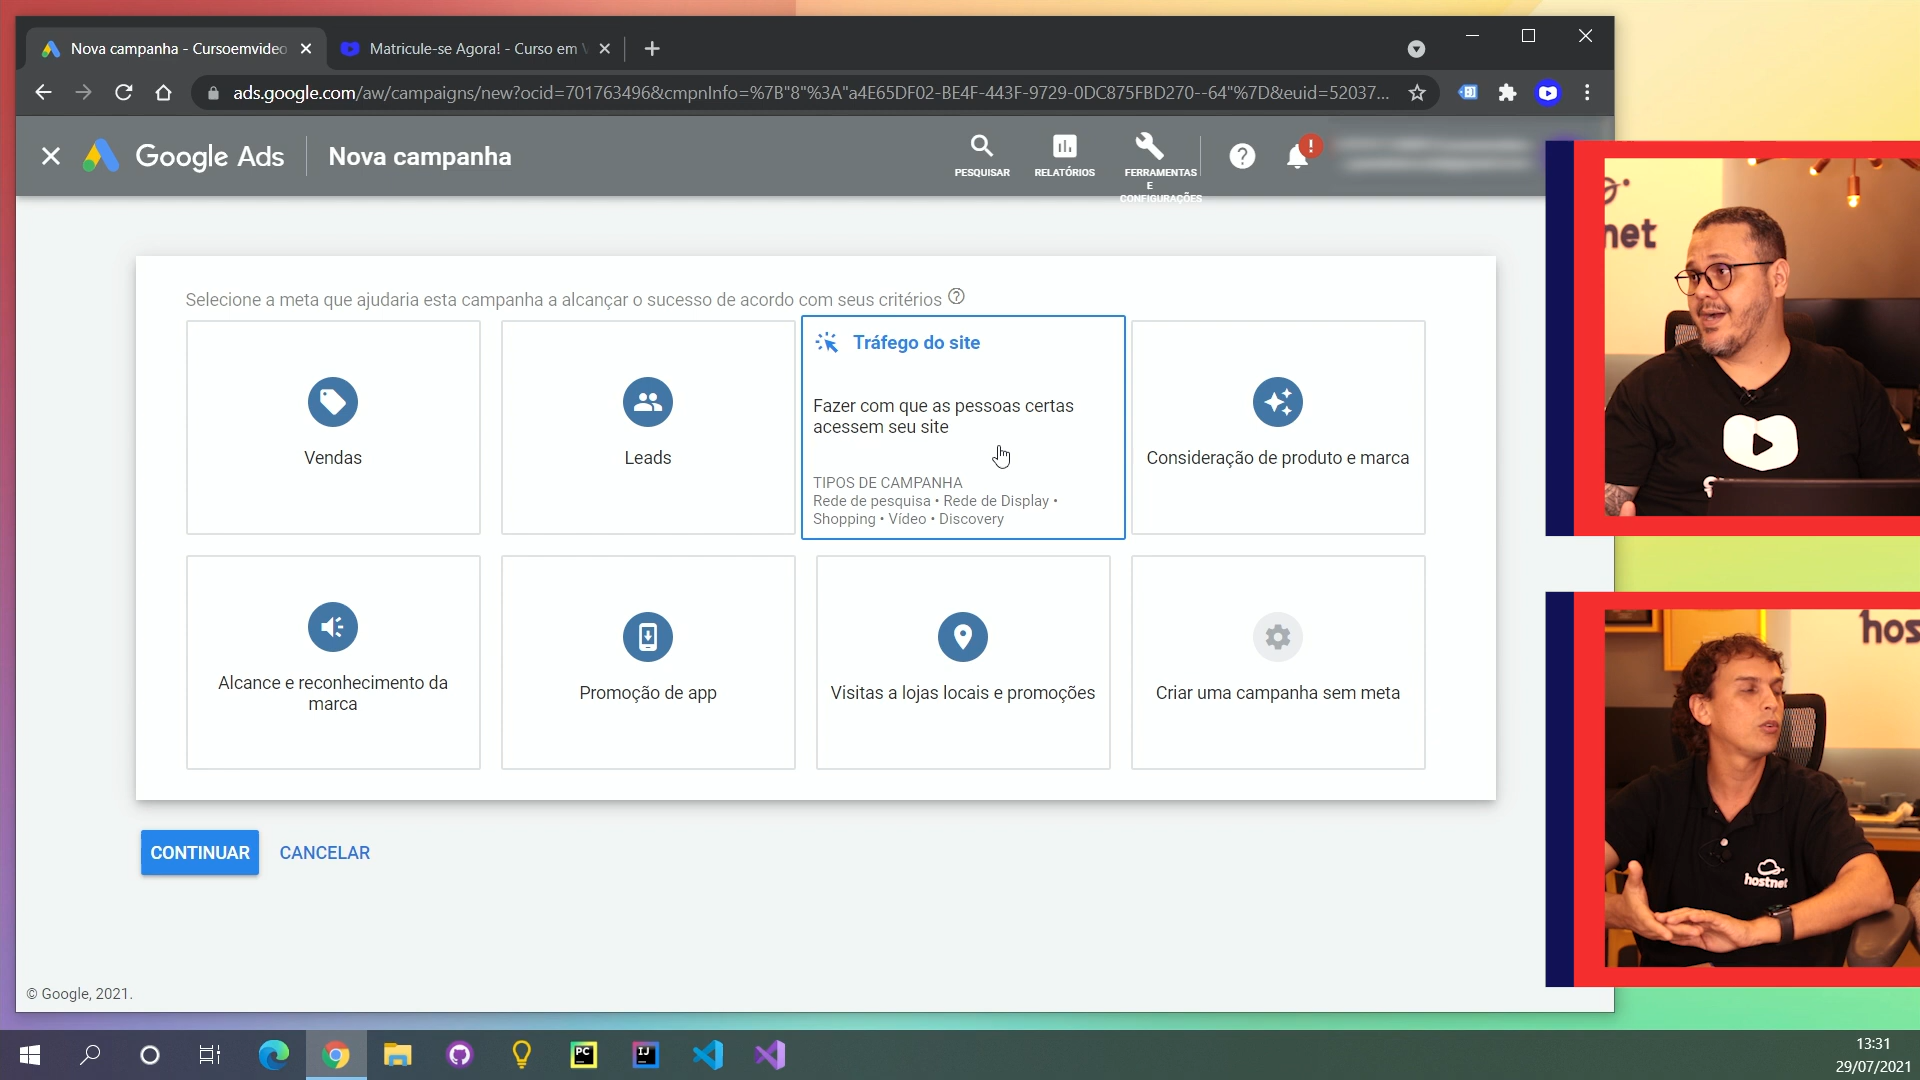 Nova campanha - Cursoemvideo
Matricule-se Agora! - Curso em V
ads.google.com/aw/campaigns/new?ocid=701763496&cmpnInfo=%7B"8"%3A"a4E65DF02-BE4F-443F-9729-0DC875FBD270--64"%7D&euid=52037...
Google Ads
Nova campanha
PESQUISAR
RELATÓRIOS
FERRAMENTAS
E
CONFIGURAÇÕES
Selecione a meta que ajudaria esta campanha a alcançar o sucesso de acordo com seus critérios
Vendas
Leads
Tráfego do site
Fazer com que as pessoas certas
acessem seu site
TIPOS DE CAMPANHA
Rede de pesquisa • Rede de Display •
Shopping • Vídeo • Discovery
Consideração de produto e marca
Alcance e reconhecimento da
marca
Promoção de app
Visitas a lojas locais e promoções
Criar uma campanha sem meta
CONTINUAR
CANCELAR
© Google, 2021.
net
hos
hostnet
PC
IJ
13:31
29/07/2021